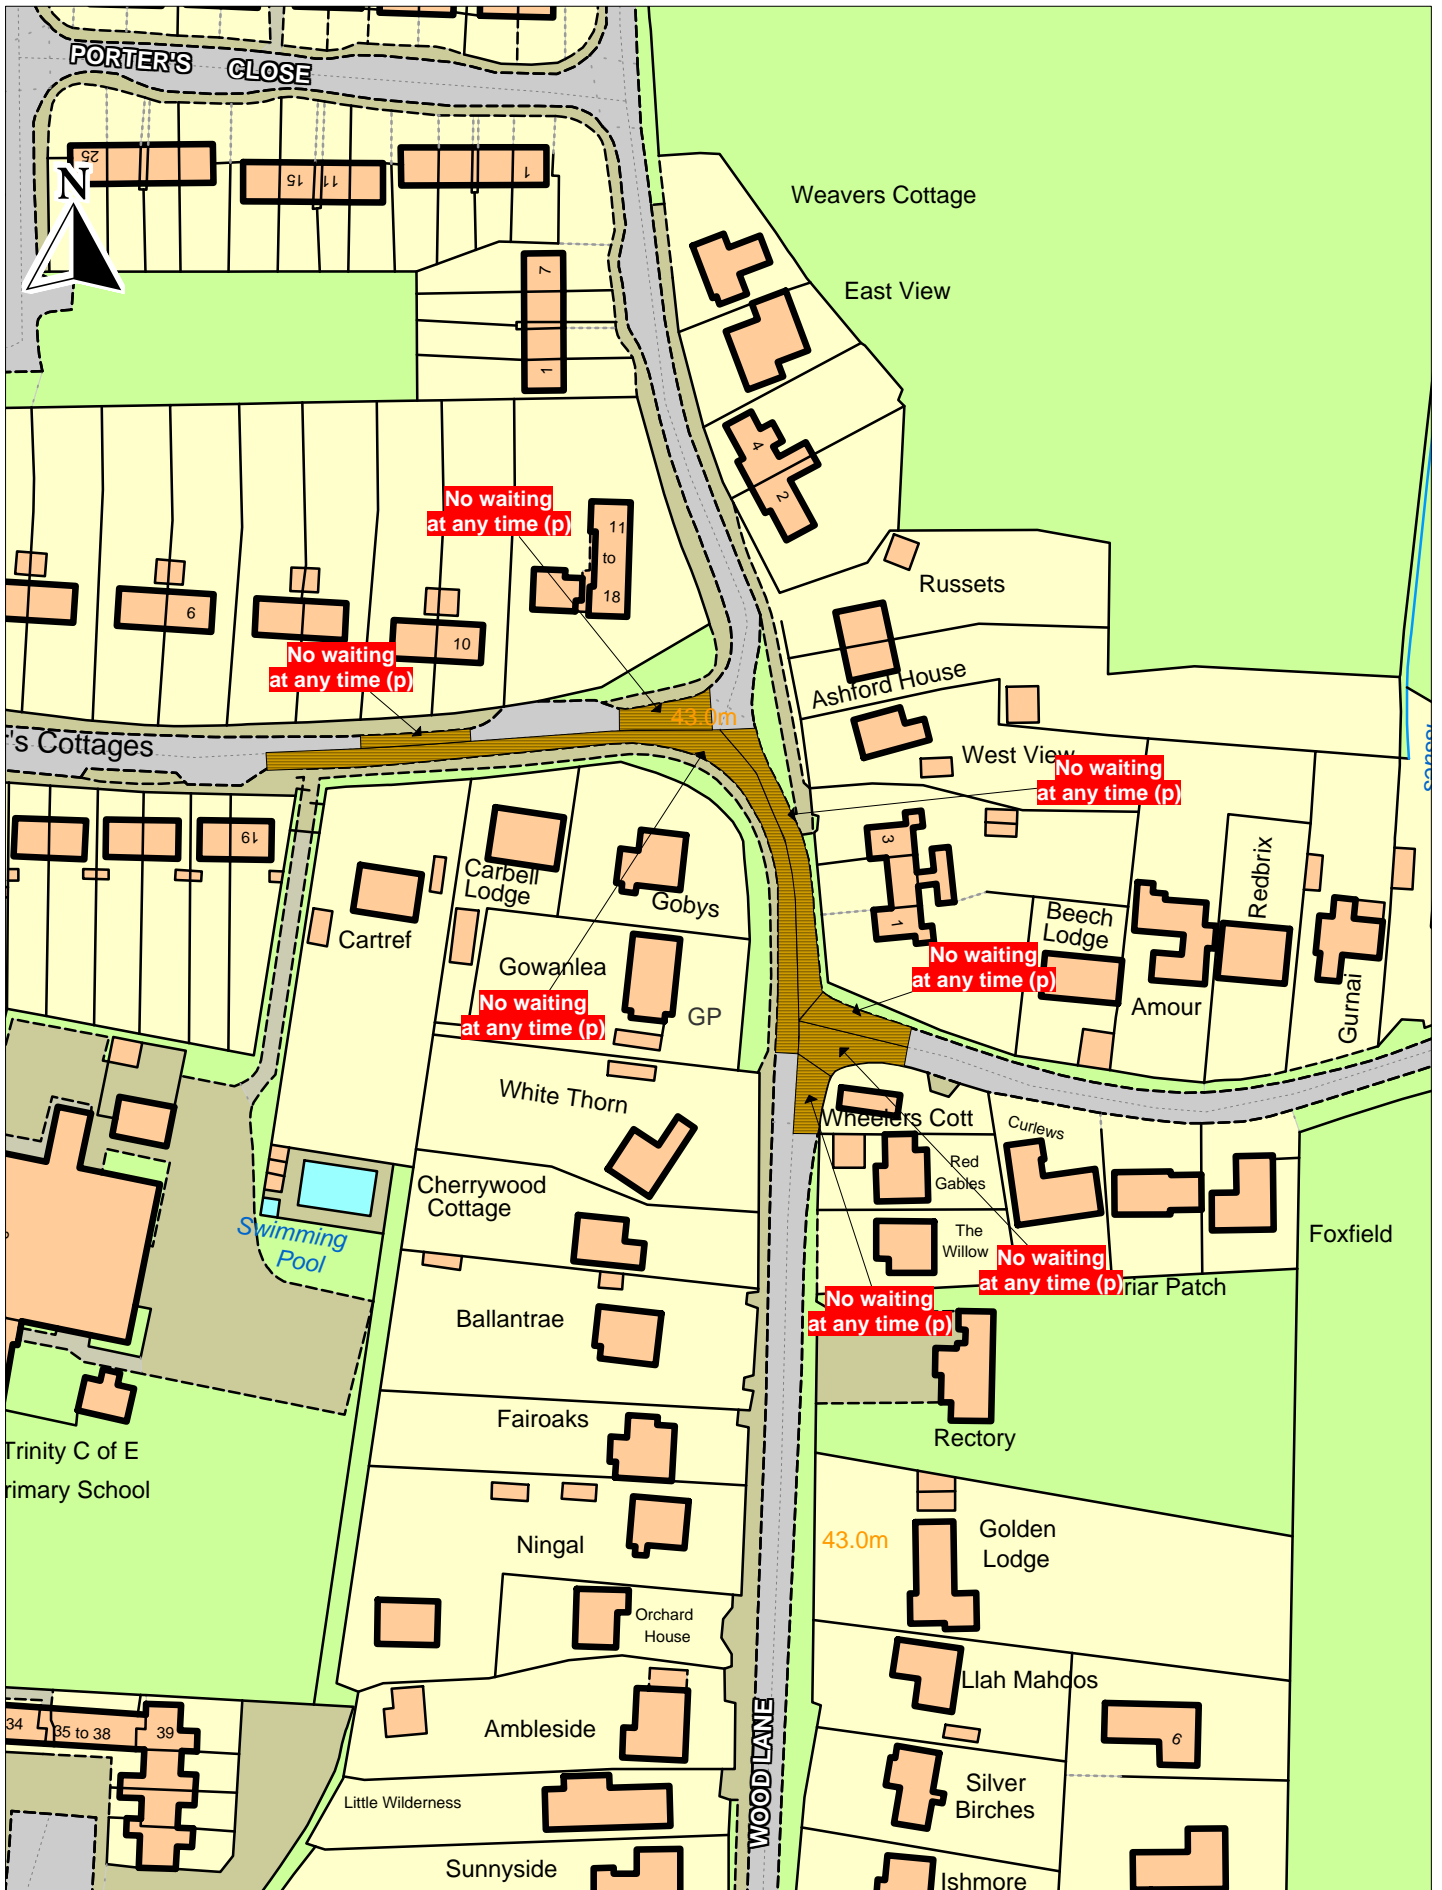 PORTER'S CLOSE
25
15
11
1
N
Weavers Cottage
7
East View
1
4
2
No waiting
at any time (p)
11
to
18
Russets
6
10
No waiting
at any time (p)
Ashford House
43.0m
's Cottages
West View
No waiting
at any time (p)
19
3
Carbell
Lodge
Gobys
Redbrix
1
Beech
Lodge
Cartref
Gowanlea
No waiting
at any time (p)
Amour
Gurnai
No waiting
at any time (p)
GP
White Thorn
Wheelers Cott
Curlews
Red
Gables
Cherrywood
Cottage
Swimming
Pool
The
Willow
Foxfield
No waiting
at any time (p)
riar Patch
No waiting
at any time (p)
Ballantrae
Fairoaks
Rectory
Trinity C of E
rimary School
Golden
Lodge
43.0m
Ningal
Orchard
House
Llah Mahdos
34
35 to 38
39
Ambleside
WOOD LANE
6
Silver
Birches
Little Wilderness
Sunnyside
Ishmore